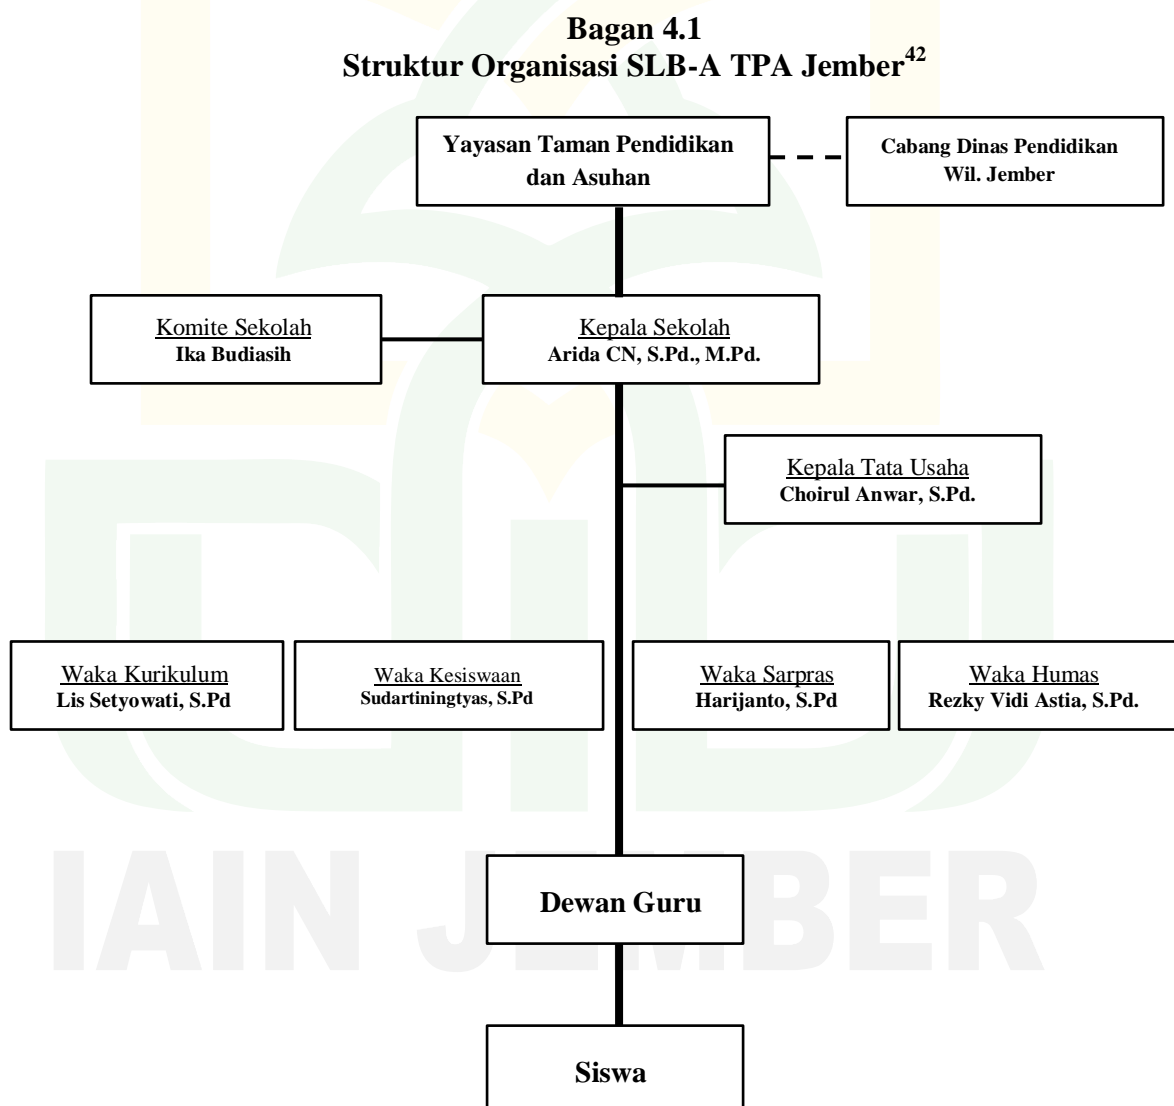 Bagan 4.1
Struktur Organisasi SLB-A TPA Jember42
Yayasan Taman Pendidikan
dan Asuhan
Cabang Dinas Pendidikan
Wil. Jember
Komite Sekolah
Ika Budiasih
Kepala Sekolah
Arida CN, S.Pd., M.Pd.
Kepala Tata Usaha
Choirul Anwar, S.Pd.
Waka Kurikulum
Lis Setyowati, S.Pd
Waka Kesiswaan
Sudartiningtyas, S.Pd
Waka Sarpras
Harijanto, S.Pd
Waka Humas
Rezky Vidi Astia, S.Pd.
Dewan Guru
IAIN JEMBER
Siswa